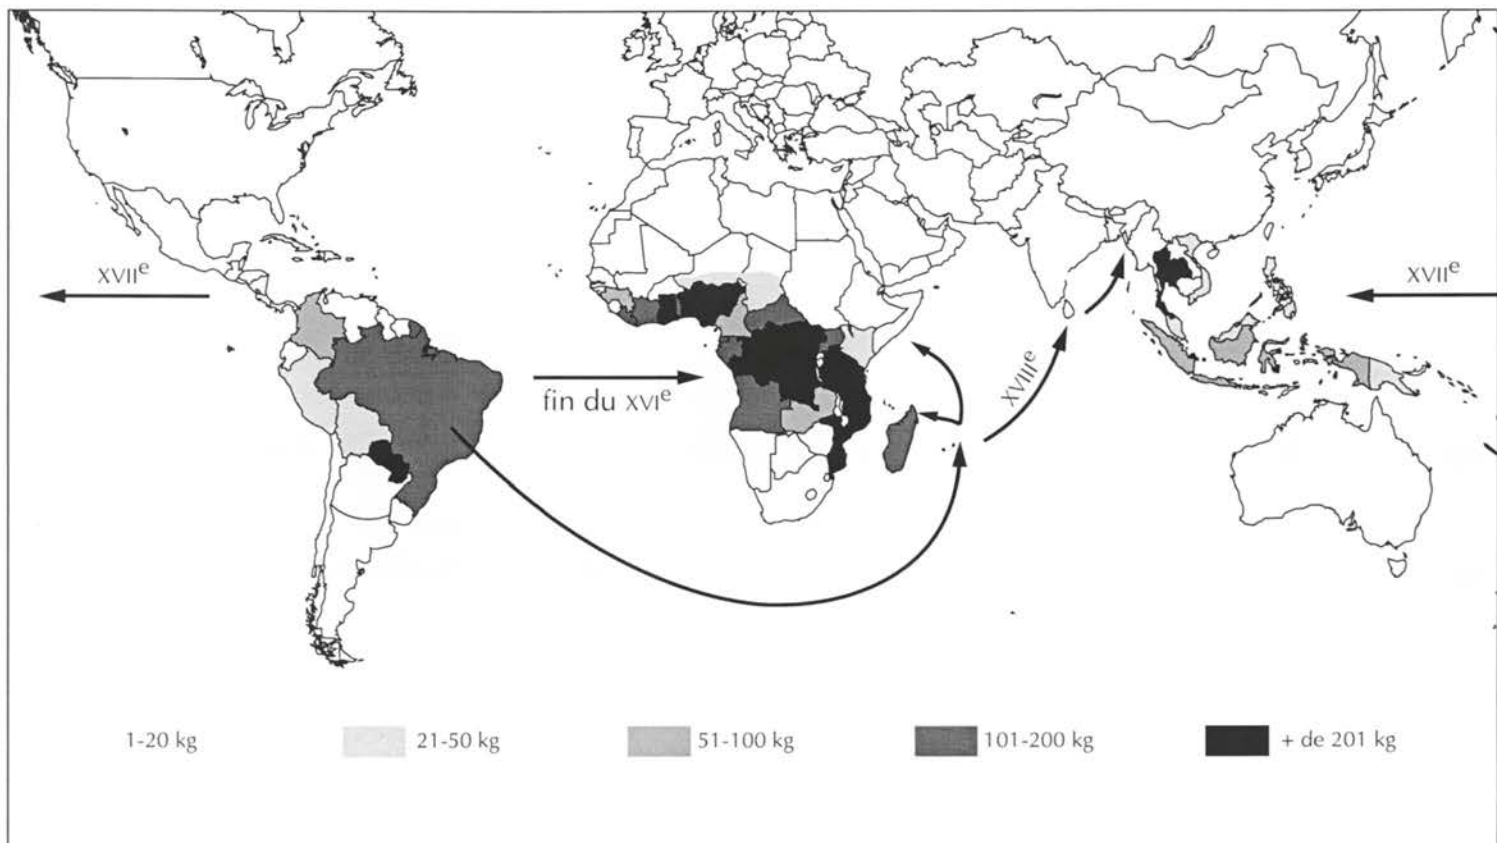 XVIIe
XVIIe
fin du XVIe
XVIIIe
1-20 kg
21-50 kg
51-100 kg
101-200 kg
+ de 201 kg